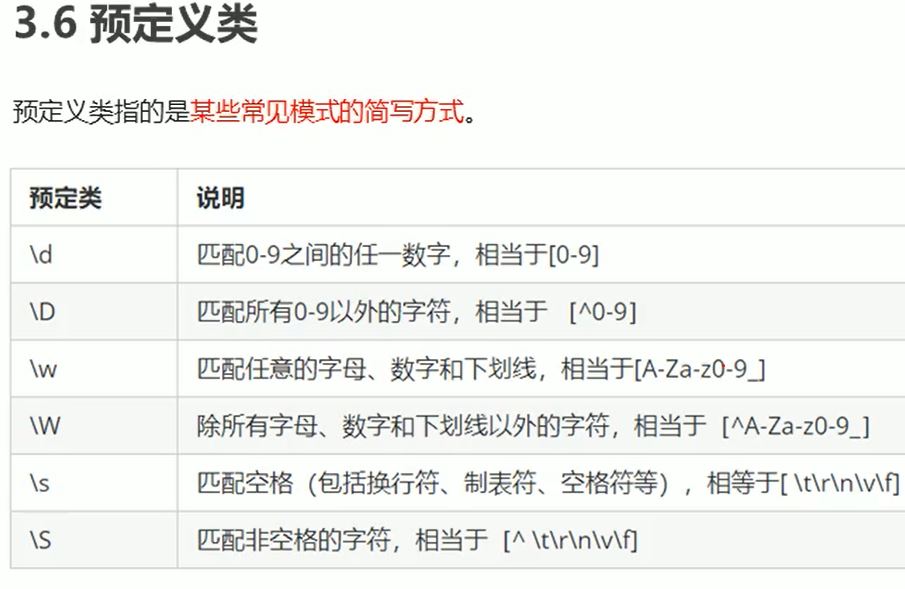 3.6 预定义类
预定义类指的是某些常见模式的简写方式。
预定类 说明
\d 匹配0-9之间的任一数字，相当于[0-9]
\D 匹配所有0-9以外的字符，相当于 [^0-9]
\w 匹配任意的字母、数字和下划线，相当于[A-Za-z0-9_]
\W 除所有字母、数字和下划线以外的字符，相当于 [^A-Za-z0-9_]
\s 匹配空格（包括换行符、制表符、空格符等），相等于[ \t\r\n\v\f]
\S 匹配非空格的字符，相当于 [^ \t\r\n\v\f]